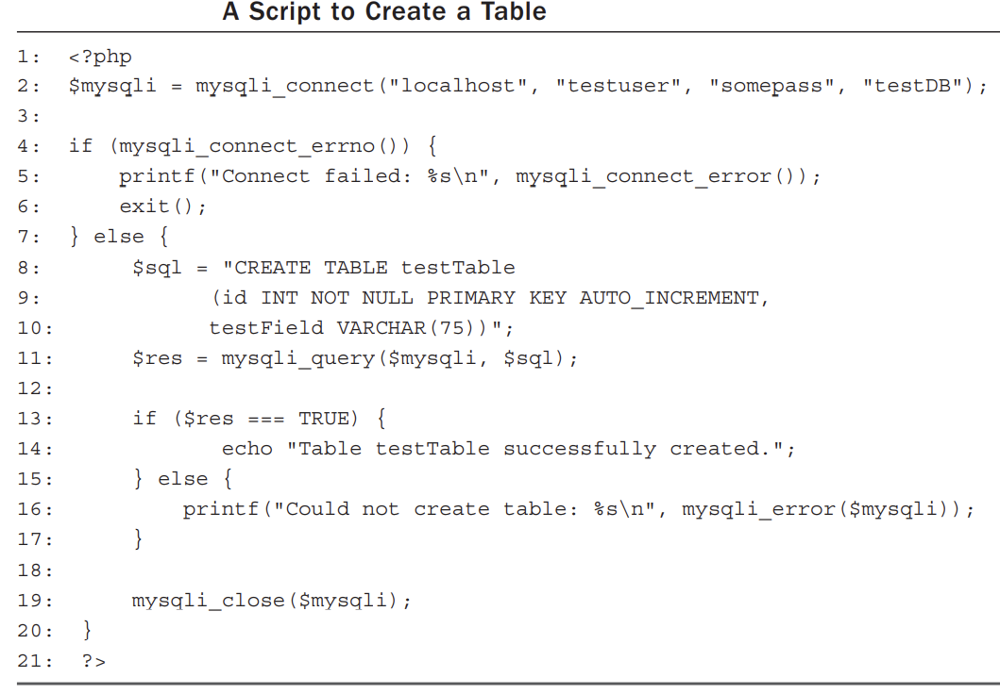 A Script to Create a Table
1: <?php
2: $mysqli = mysqli_connect("localhost", "testuser", "somepass", "testDB");
3:
4: if (mysqli_connect_errno()) {
5:     printf("Connect failed: %s\n", mysqli_connect_error());
6:     exit();
7: } else {
8:      $sql = "CREATE TABLE testTable
9:            (id INT NOT NULL PRIMARY KEY AUTO_INCREMENT,
10:            testField VARCHAR(75))";
11:      $res = mysqli_query($mysqli, $sql);
12:
13:      if ($res === TRUE) {
14:             echo "Table testTable successfully created.";
15:      } else {
16:          printf("Could not create table: %s\n", mysqli_error($mysqli));
17:      }
18:
19:      mysqli_close($mysqli);
20:  }
21:  ?>